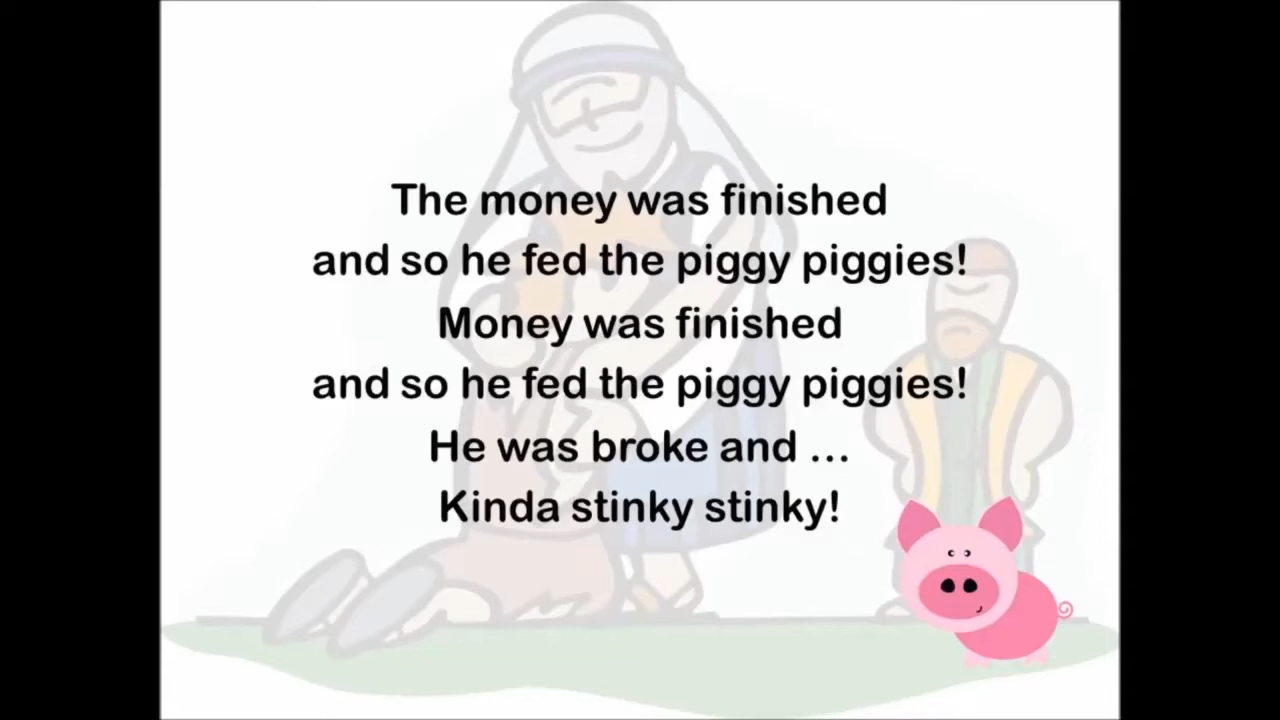 The money was finished
and so he fed the piggy piggies!
Money was finished
and so he fed the piggy piggies!
He was broke and ...
Kinda stinky stinky!